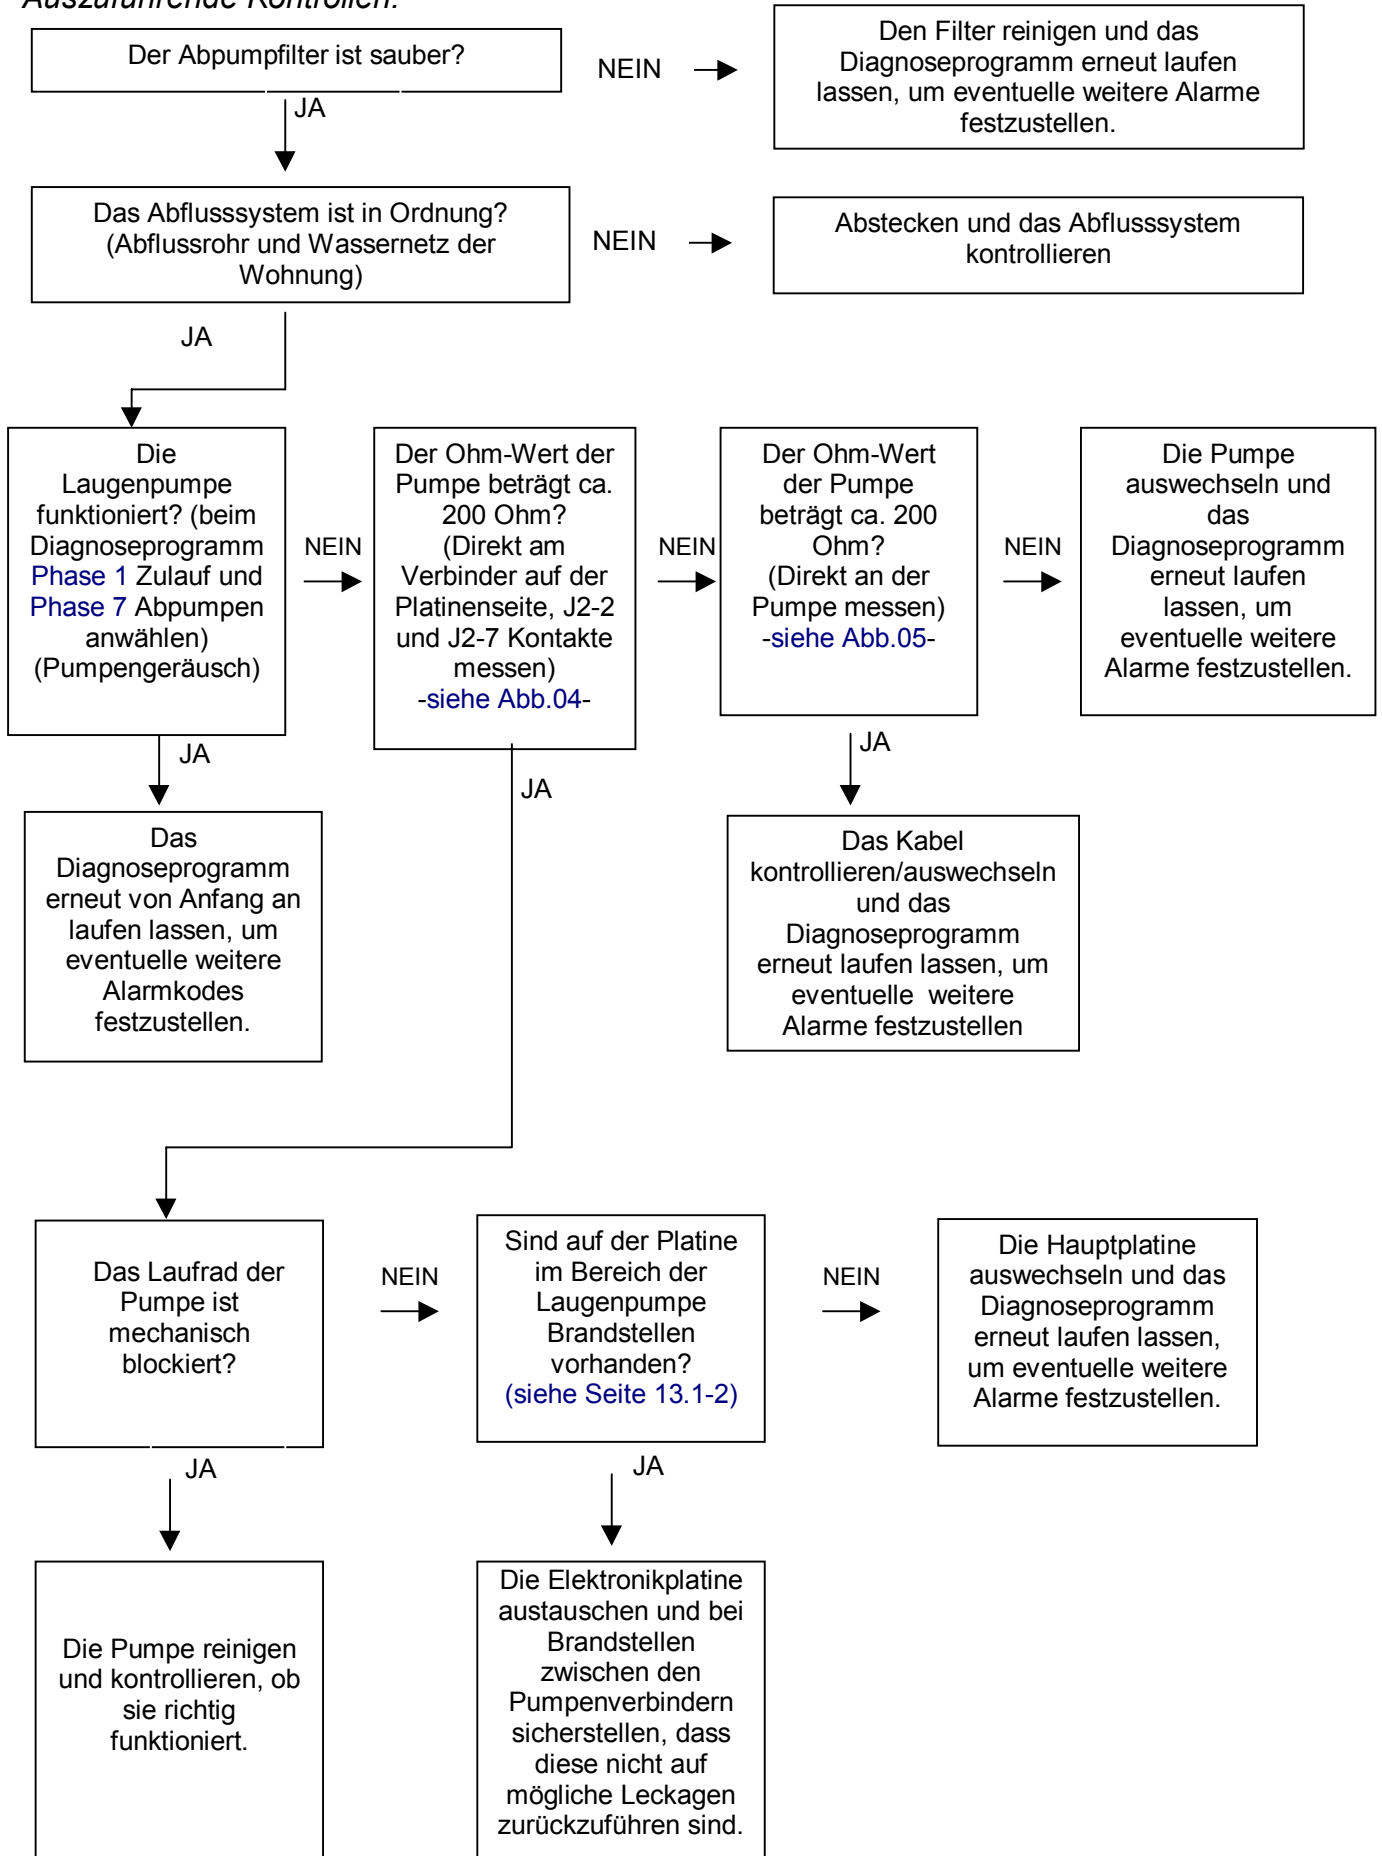 Auszuführende Kontrollen:
Der Abpumpfilter ist sauber?
NEIN
Den Filter reinigen und das
Diagnoseprogramm erneut laufen
lassen, um eventuelle weitere Alarme
festzustellen.
JA
Das Abflusssystem ist in Ordnung?
(Abflussrohr und Wassernetz der
Wohnung)
NEIN
Abstecken und das Abflusssystem
kontrollieren
JA
Die
Laugenpumpe
funktioniert? (beim
Diagnoseprogramm
Phase 1 Zulauf und
Phase 7 Abpumpen
anwählen)
(Pumpengeräusch)
NEIN
Der Ohm-Wert der
Pumpe beträgt ca.
200 Ohm?
(Direkt am
Verbinder auf der
Platinenseite, J2-2
und J2-7 Kontakte
messen)
-siehe Abb.04-
NEIN
Der Ohm-Wert
der Pumpe
beträgt ca. 200
Ohm?
(Direkt an der
Pumpe messen)
-siehe Abb.05-
NEIN
Die Pumpe
auswechseln und
das
Diagnoseprogramm
erneut laufen
lassen, um
eventuelle weitere
Alarme festzustellen.
JA
JA
JA
Das
Diagnoseprogramm
erneut von Anfang an
laufen lassen, um
eventuelle weitere
Alarmkodes
festzustellen.
Das Kabel
kontrollieren/auswechseln
und das
Diagnoseprogramm
erneut laufen lassen, um
eventuelle  weitere
Alarme festzustellen
Das Laufrad der
Pumpe ist
mechanisch
blockiert?
NEIN
Sind auf der Platine
im Bereich der
Laugenpumpe
Brandstellen
vorhanden?
(siehe Seite 13.1-2)
NEIN
Die Hauptplatine
auswechseln und das
Diagnoseprogramm
erneut laufen lassen,
um eventuelle weitere
Alarme festzustellen.
JA
JA
Die Pumpe reinigen
und kontrollieren, ob
sie richtig
funktioniert.
Die Elektronikplatine
austauschen und bei
Brandstellen
zwischen den
Pumpenverbindern
sicherstellen, dass
diese nicht auf
mögliche Leckagen
zurückzuführen sind.